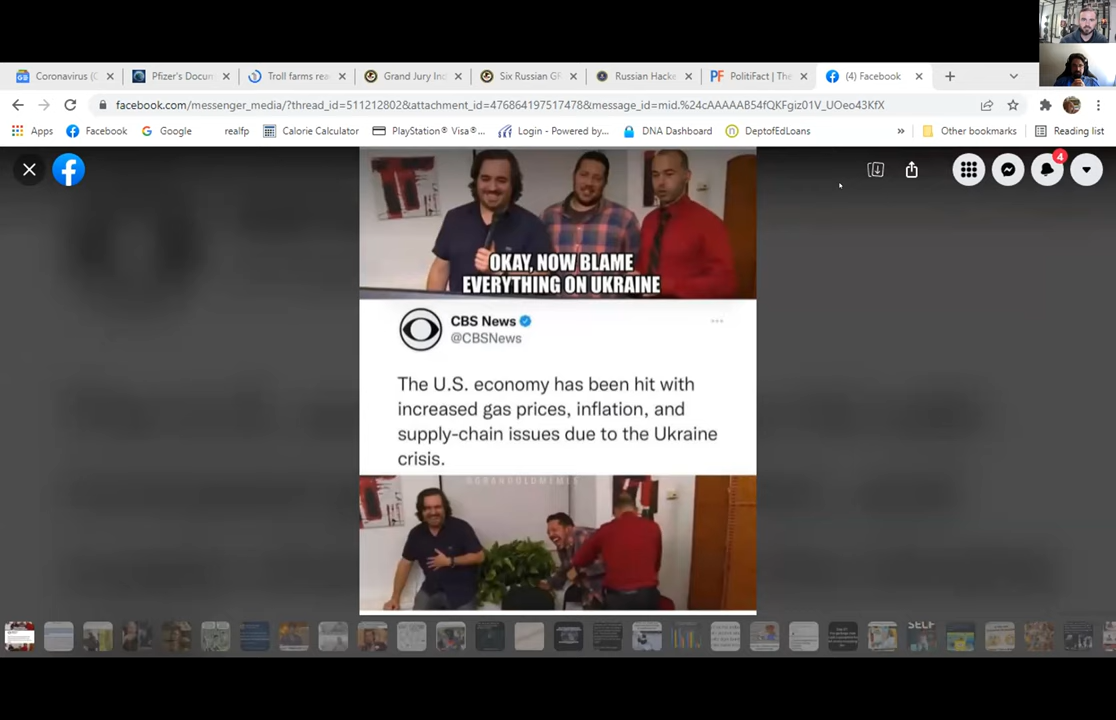 Coronavirus (C
Pfizer's Docum
Troll farms rea
Grand Jury Ind
Six Russian GR
Russian Hacke
PolitiFact | The
(4) Facebook
facebook.com/messenger_media/?thread_id=511212802&attachment_id=476864197517478&message_id=mid.%24cAAAAAB54fQKFgiz01V_UOeo43KfX
Apps
Facebook
Google
realfp
Calorie Calculator
PlayStation® Visa®...
Login - Powered by...
DNA Dashboard
DeptofEdLoans
»
Other bookmarks
Reading list
4
OKAY, NOW BLAME
EVERYTHING ON UKRAINE
CBS News
@CBSNews
The U.S. economy has been hit with
increased gas prices, inflation, and
supply-chain issues due to the Ukraine
crisis.
@GRANDOLDMEMES
SELF